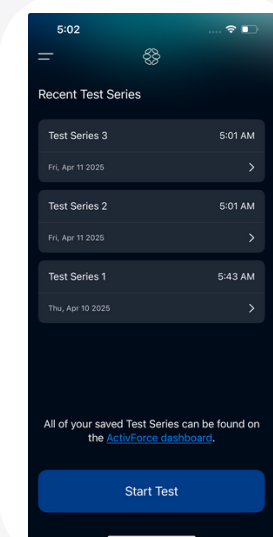 5:02
Recent Test Series
Test Series 3 5:01 AM
Fri, Apr 11 2025
Test Series 2 5:01 AM
Fri, Apr 11 2025
Test Series 1 5:43 AM
Thu, Apr 10 2025
All of your saved Test Series can be found on
the ActivForce dashboard.
Start Test